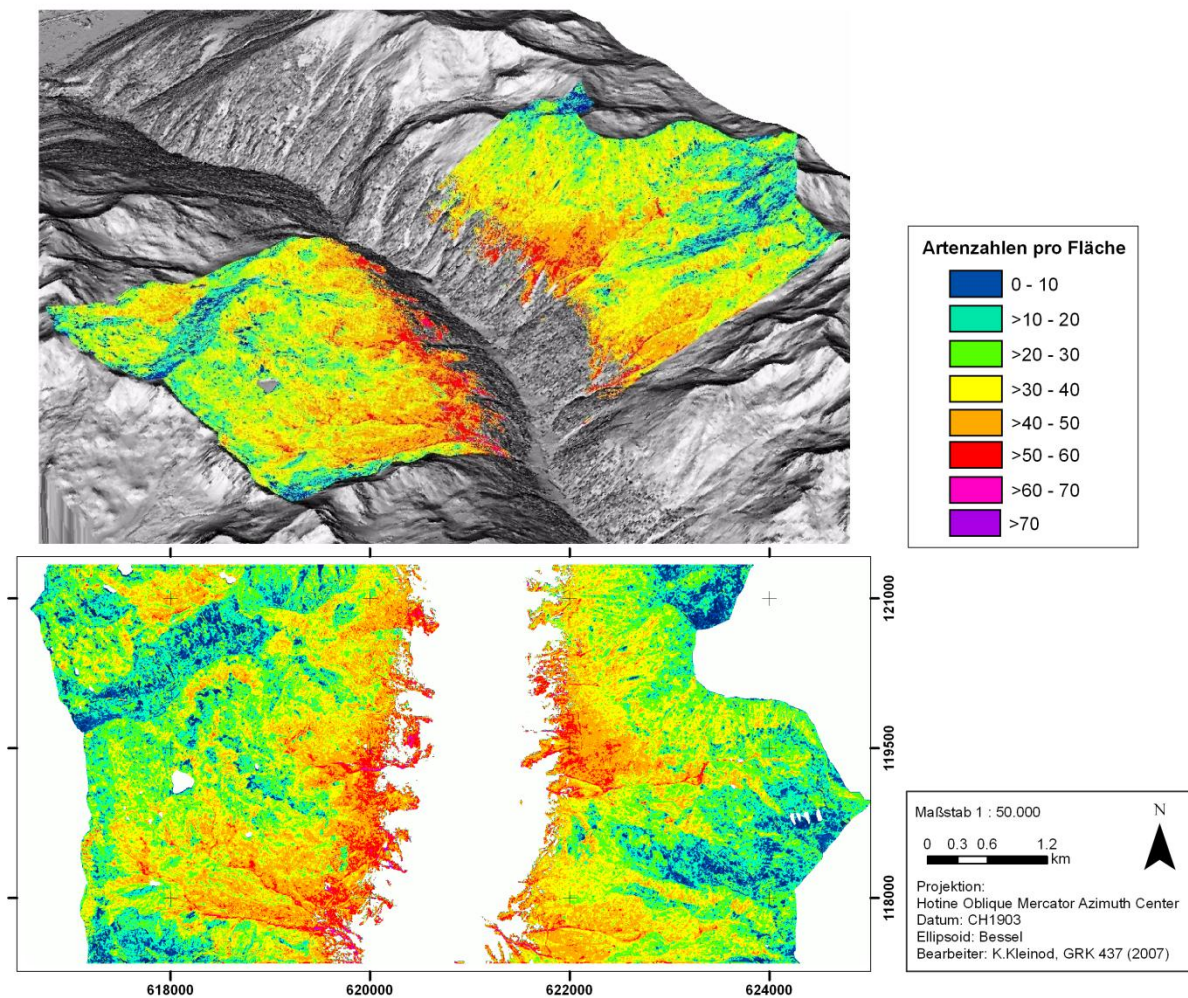 Artenzahlen pro Fläche
0 - 10
>10 - 20
>20 - 30
>30 - 40
>40 - 50
>50 - 60
>60 - 70
>70
121000
119500
118000
618000 620000 622000 624000
Maßstab 1 : 50.000
N
0 0.3 0.6 1.2
km
Projektion:
Hotine Oblique Mercator Azimuth Center
Datum: CH1903
Ellipsoid: Bessel
Bearbeiter: K.Kleinod, GRK 437 (2007)